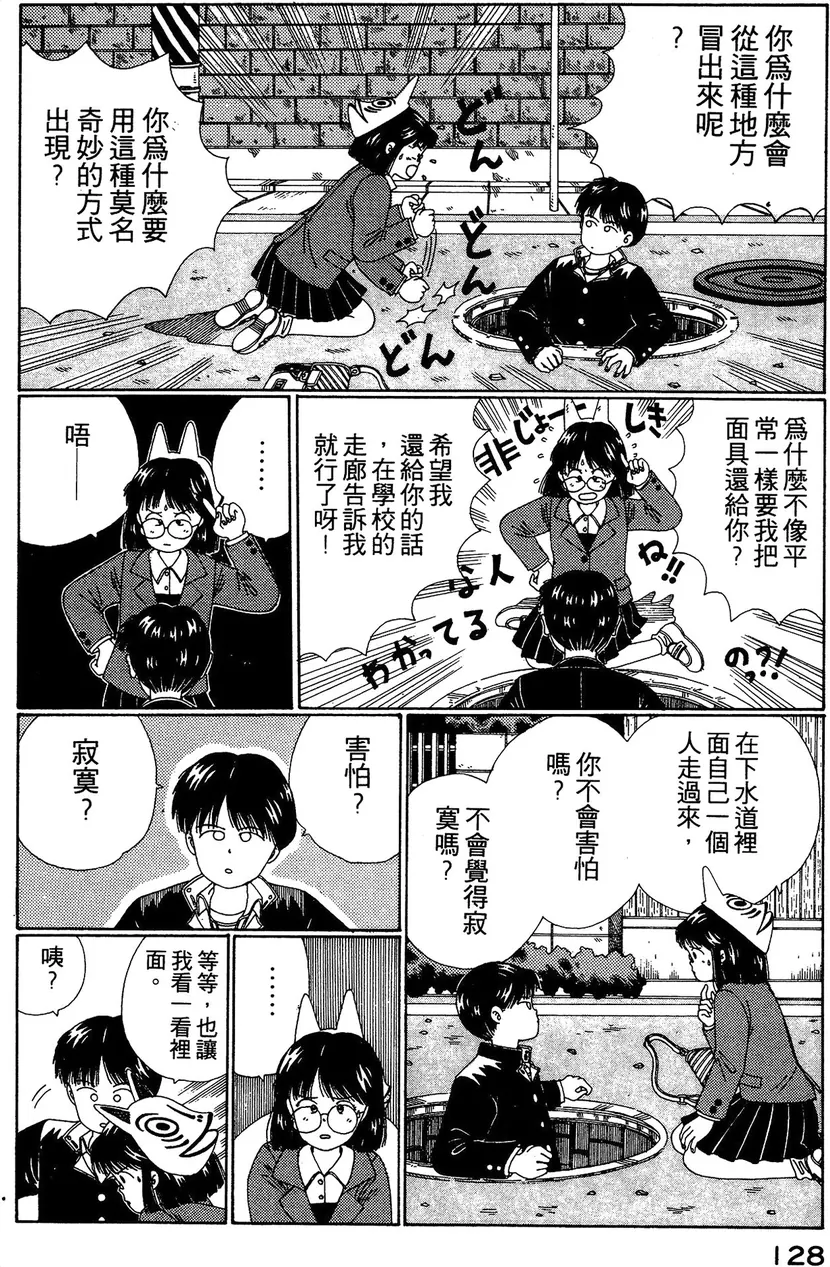 你爲什麼會
從這種地方
冒出來呢
?
你爲什麼要
用這種莫名
奇妙的方式
出現?
どん
どん
どん
爲什麼不像平
常一樣要我把
面具還給你?
希望我
還給你的話
,在學校的
走廊告訴我
就行了呀!
非じょー
しき
ね!!
よ人
わかってる
のっ?!
……
唔——
在下水道裡
面自己一個
人走過來,
你不會害怕
嗎?
不會覺得寂
寞嗎?
害怕?
寂寞?
……
等等,也讓
我看一看裡
面。
咦?
128